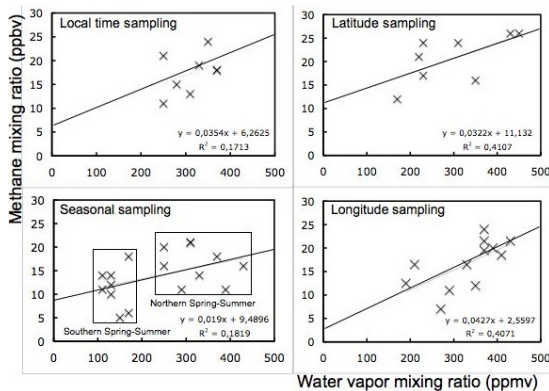 Methane mixing ratio (ppbv)
Local time sampling
30
25
20
15
10
5
0
y = 0,0354x + 6,2625
R² = 0,1713
0 100 200 300 400 500
Latitude sampling
30
25
20
15
10
5
0
y = 0,0322x + 11,132
R² = 0,4107
0 100 200 300 400 500
Seasonal sampling
30
25
20
15
10
5
0
Northern Spring-Summer
Southern Spring-Summer
y = 0,019x + 9,4896
R² = 0,1819
0 100 200 300 400 500
Longitude sampling
30
25
20
15
10
5
0
y = 0,0427x + 2,5597
R² = 0,4071
0 100 200 300 400 500
Water vapor mixing ratio (ppmv)